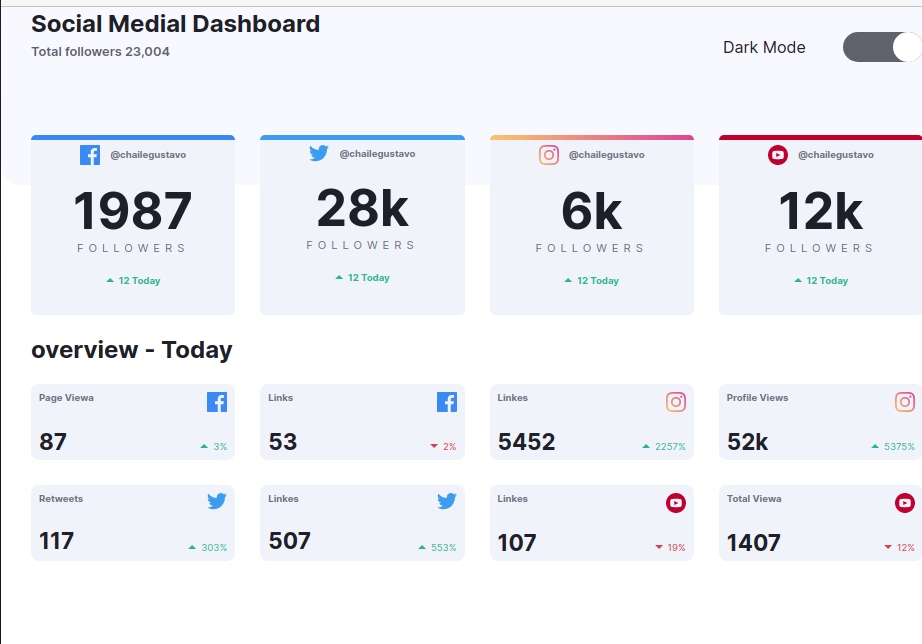 Social Medial Dashboard
Total followers 23,004
Dark Mode
@chailegustavo
1987
FOLLOWERS
12 Today
@chailegustavo
28k
FOLLOWERS
12 Today
@chailegustavo
6k
FOLLOWERS
12 Today
@chailegustavo
12k
FOLLOWERS
12 Today
overview - Today
Page Viewa
87
3%
Links
53
2%
Linkes
5452
2257%
Profile Views
52k
5375%
Retweets
117
303%
Linkes
507
553%
Linkes
107
19%
Total Viewa
1407
12%